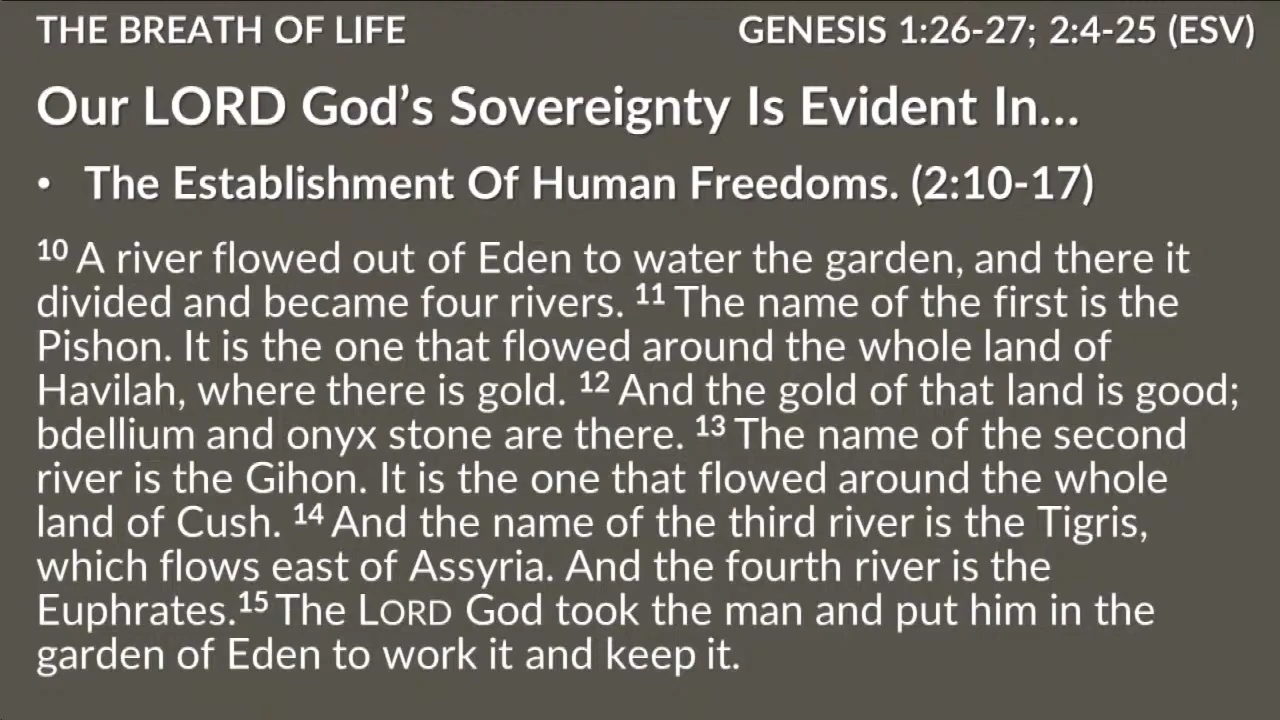 THE BREATH OF LIFE
GENESIS 1:26-27; 2:4-25 (ESV)
Our LORD God’s Sovereignty Is Evident In...
• The Establishment Of Human Freedoms. (2:10-17)
10 A river flowed out of Eden to water the garden, and there it
divided and became four rivers. 11 The name of the first is the
Pishon. It is the one that flowed around the whole land of
Havilah, where there is gold. 12 And the gold of that land is good;
bdellium and onyx stone are there. 13 The name of the second
river is the Gihon. It is the one that flowed around the whole
land of Cush. 14 And the name of the third river is the Tigris,
which flows east of Assyria. And the fourth river is the
Euphrates.15 The LORD God took the man and put him in the
garden of Eden to work it and keep it.